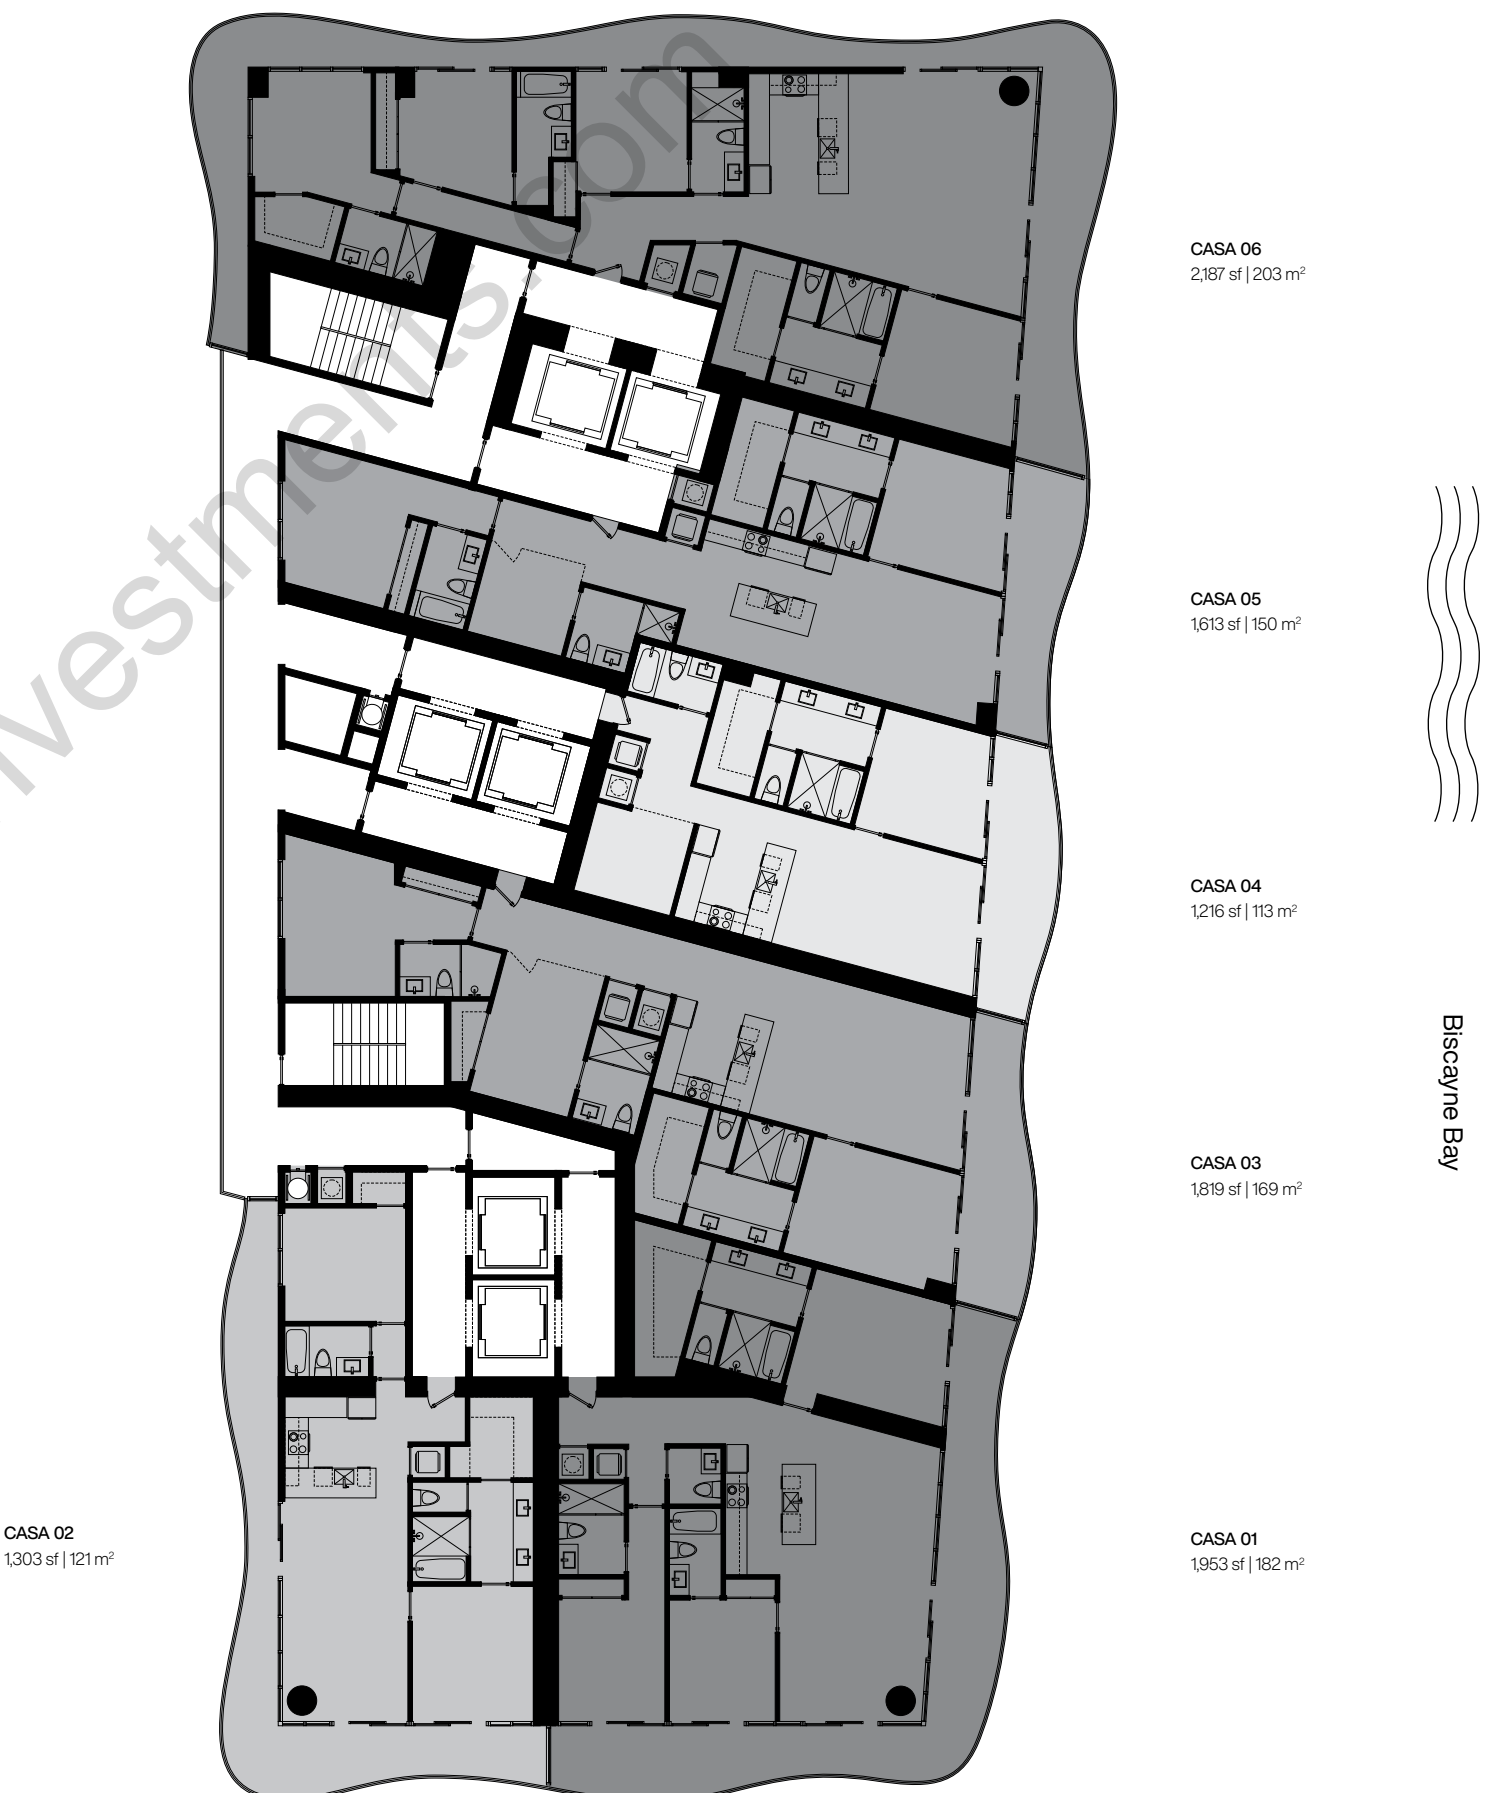 CASA 06
2,187 sf | 203 m²
CASA 05
1,613 sf | 150 m²
CASA 04
1,216 sf | 113 m²
Biscayne Bay
CASA 03
1,819 sf | 169 m²
CASA 02
1,303 sf | 121 m²
CASA 01
1,953 sf | 182 m²
vestments.com